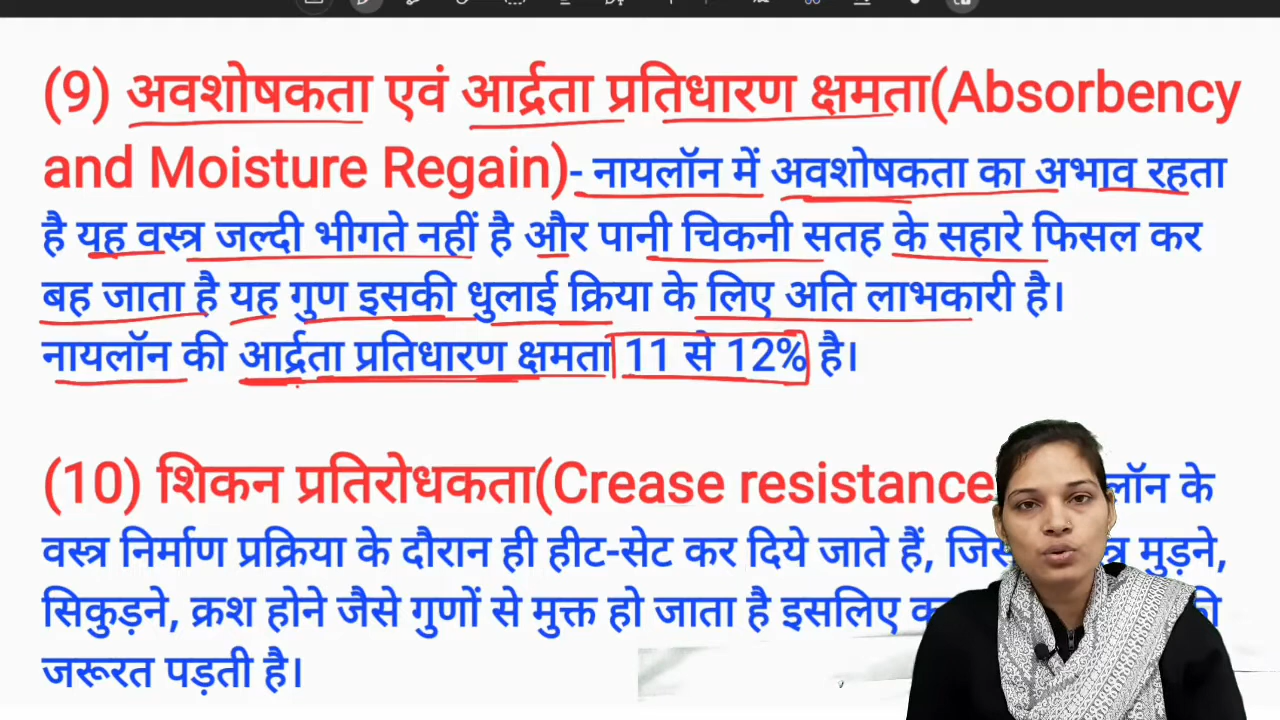 (9) अवशोषकता एवं आर्द्रता प्रतिधारण क्षमता(Absorbency
and Moisture Regain)- नायलॉन में अवशोषकता का अभाव रहता
है यह वस्त्र जल्दी भीगते नहीं है और पानी चिकनी सतह के सहारे फिसल कर
बह जाता है यह गुण इसकी धुलाई क्रिया के लिए अति लाभकारी है।
नायलॉन की आर्द्रता प्रतिधारण क्षमता 11 से 12% है।
(10) शिकन प्रतिरोधकता(Crease resistance के
वस्त्र निर्माण प्रक्रिया के दौरान ही हीट-सेट कर दिये जाते हैं, मुड़ने,
सिकुड़ने, क्रश होने जैसे गुणों से मुक्त हो जाता है इसलिए
जरूरत पड़ती है।